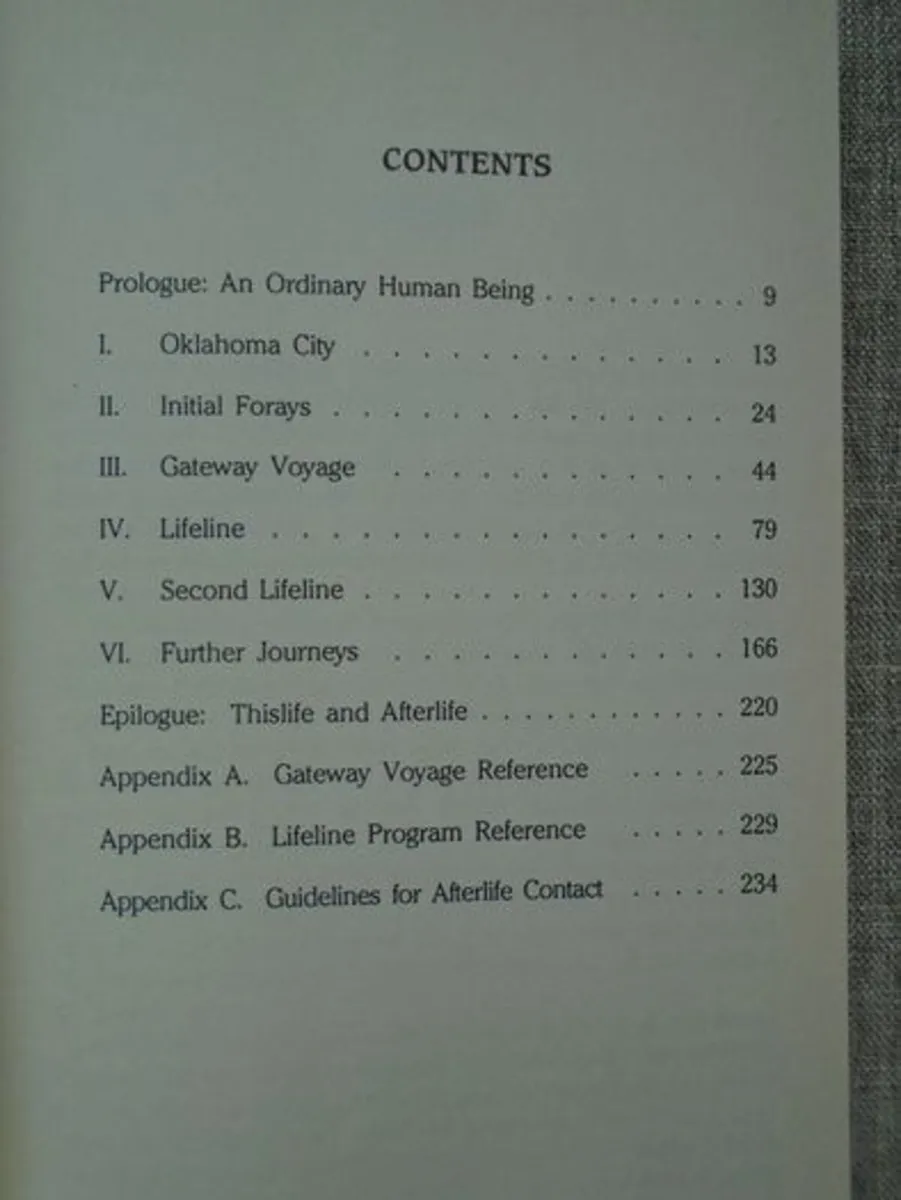 CONTENTS
Prologue: An Ordinary Human Being . . . . . . . . . . 9
I. Oklahoma City . . . . . . . . . . . . . 13
II. Initial Forays . . . . . . . . . . . . . . 24
III. Gateway Voyage . . . . . . . . . . . . 44
IV. Lifeline . . . . . . . . . . . . . . . . 79
V. Second Lifeline . . . . . . . . . . . . . 130
VI. Further Journeys . . . . . . . . . . . . 166
Epilogue: Thislife and Afterlife . . . . . . . . . . . . 220
Appendix A. Gateway Voyage Reference . . . . . 225
Appendix B. Lifeline Program Reference . . . . . 229
Appendix C. Guidelines for Afterlife Contact . . . . . 234